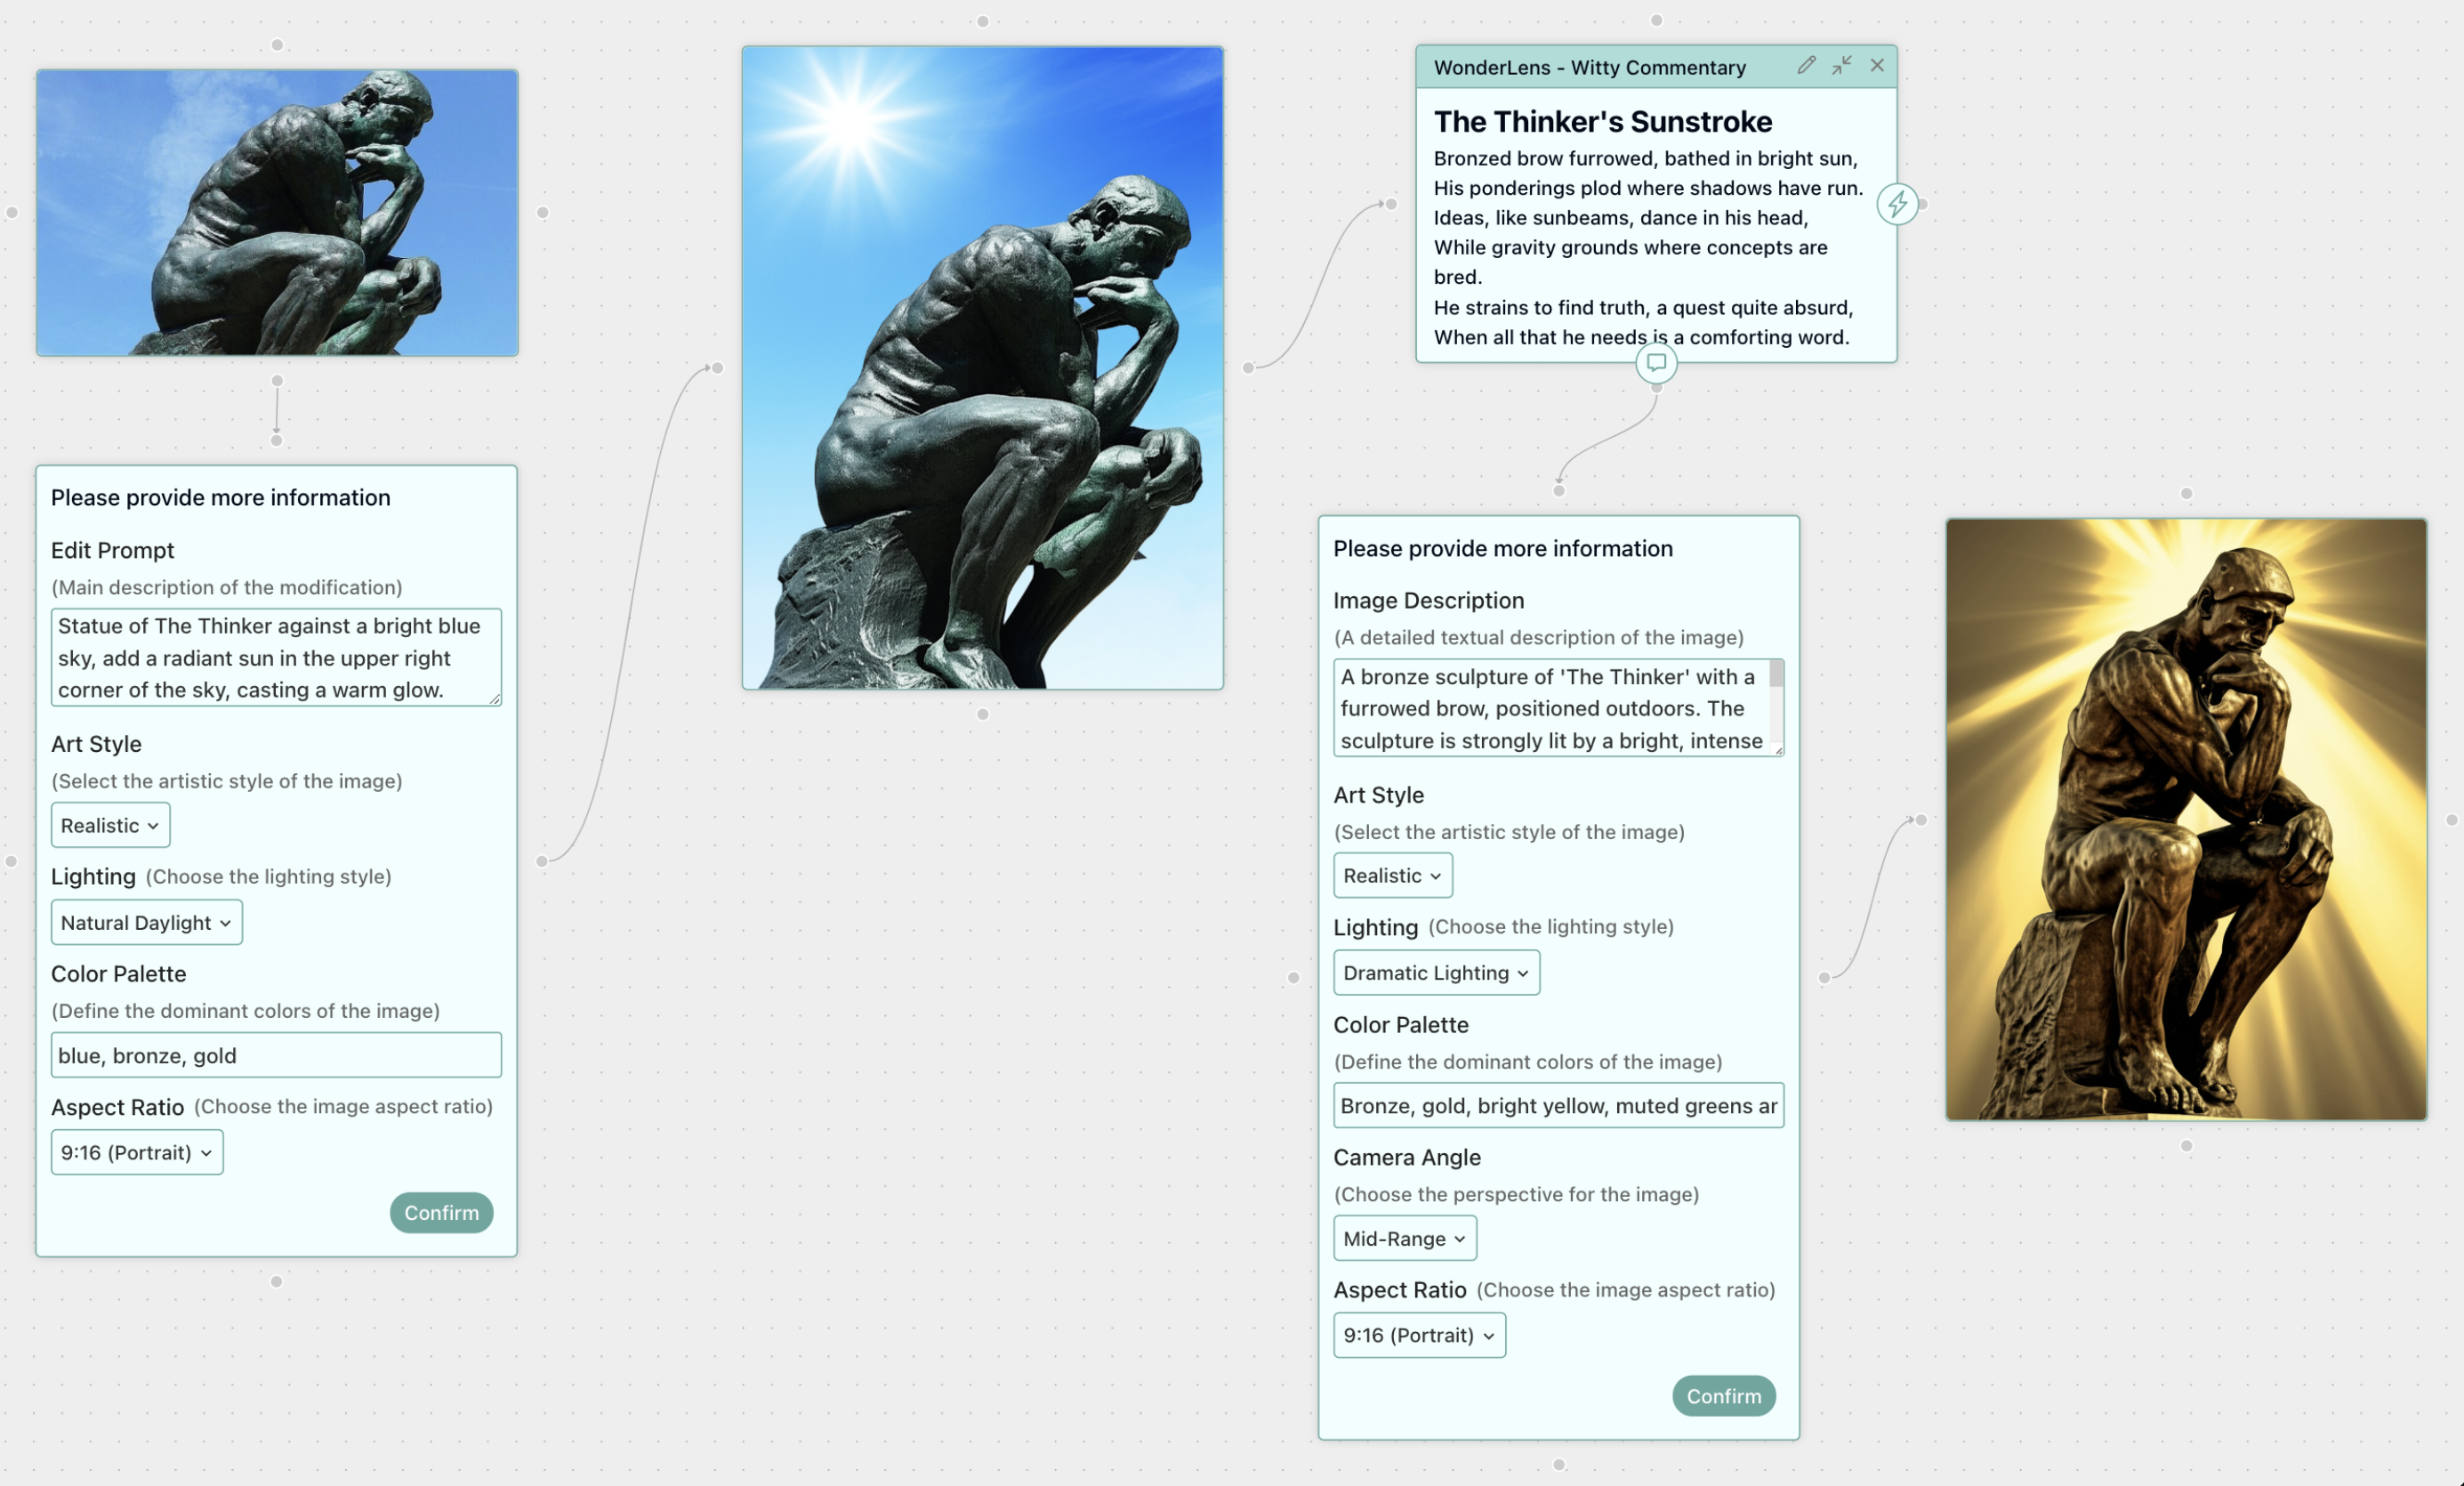 Please provide more information
Edit Prompt
(Main description of the modification)
Statue of The Thinker against a bright blue
sky, add a radiant sun in the upper right
corner of the sky, casting a warm glow.
Art Style
(Select the artistic style of the image)
Realistic
Lighting (Choose the lighting style)
Natural Daylight
Color Palette
(Define the dominant colors of the image)
blue, bronze, gold
Aspect Ratio (Choose the image aspect ratio)
9:16 (Portrait)
Confirm
WonderLens - Witty Commentary
The Thinker's Sunstroke
Bronzed brow furrowed, bathed in bright sun,
His ponderings plod where shadows have run.
Ideas, like sunbeams, dance in his head,
While gravity grounds where concepts are
bred.
He strains to find truth, a quest quite absurd,
When all that he needs is a comforting word.
Please provide more information
Image Description
(A detailed textual description of the image)
A bronze sculpture of 'The Thinker' with a
furrowed brow, positioned outdoors. The
sculpture is strongly lit by a bright, intense
Art Style
(Select the artistic style of the image)
Realistic
Lighting (Choose the lighting style)
Dramatic Lighting
Color Palette
(Define the dominant colors of the image)
Bronze, gold, bright yellow, muted greens ar
Camera Angle
(Choose the perspective for the image)
Mid-Range
Aspect Ratio (Choose the image aspect ratio)
9:16 (Portrait)
Confirm